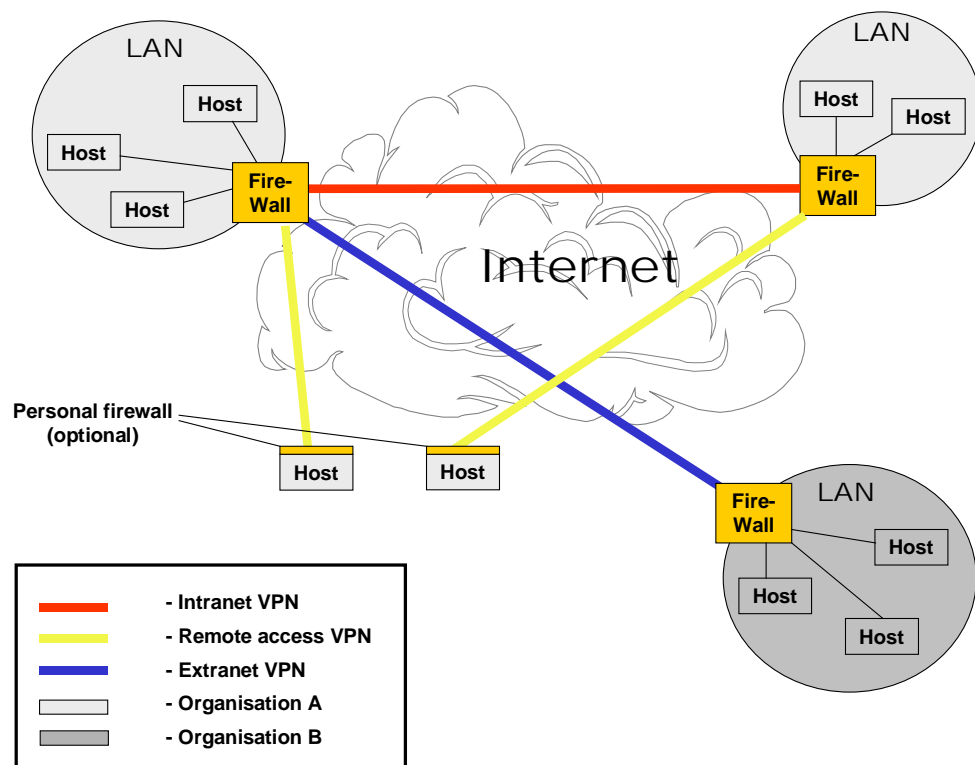 LAN
Host
Host
Host
Fire-
Wall
LAN
Host
Host
Fire-
Wall
Internet
Personal firewall
(optional)
Host
Host
LAN
Fire-
Wall
Host
Host
Host
- Intranet VPN
- Remote access VPN
- Extranet VPN
- Organisation A
- Organisation B